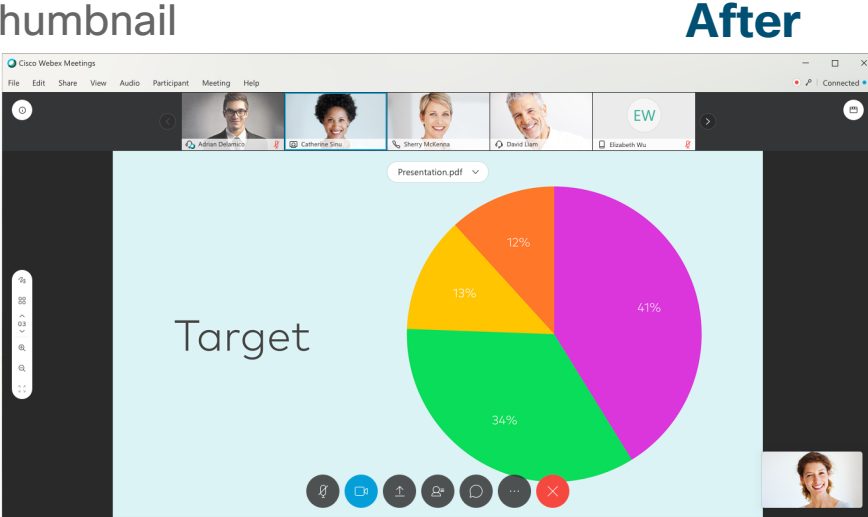 humbnail
After
Cisco Webex Meetings
File Edit Share View Audio Participant Meeting Help
Connected
EW
Adrian Delamico
Catherine Sinu
Sherry McKenna
David Liam
Elizabeth Wu
Presentation.pdf
12%
13%
41%
03
Target
34%